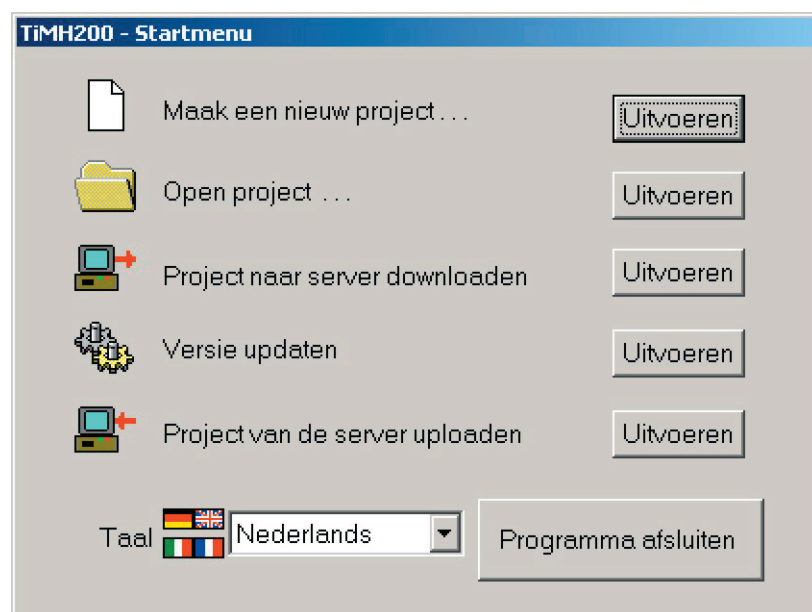 TiMH200 - Startmenu
Maak een nieuw project...
Uitvoeren
Open project ...
Uitvoeren
Project naar server downloaden
Uitvoeren
Versie updaten
Uitvoeren
Project van de server uploaden
Uitvoeren
Taal
Nederlands
Programma afsluiten